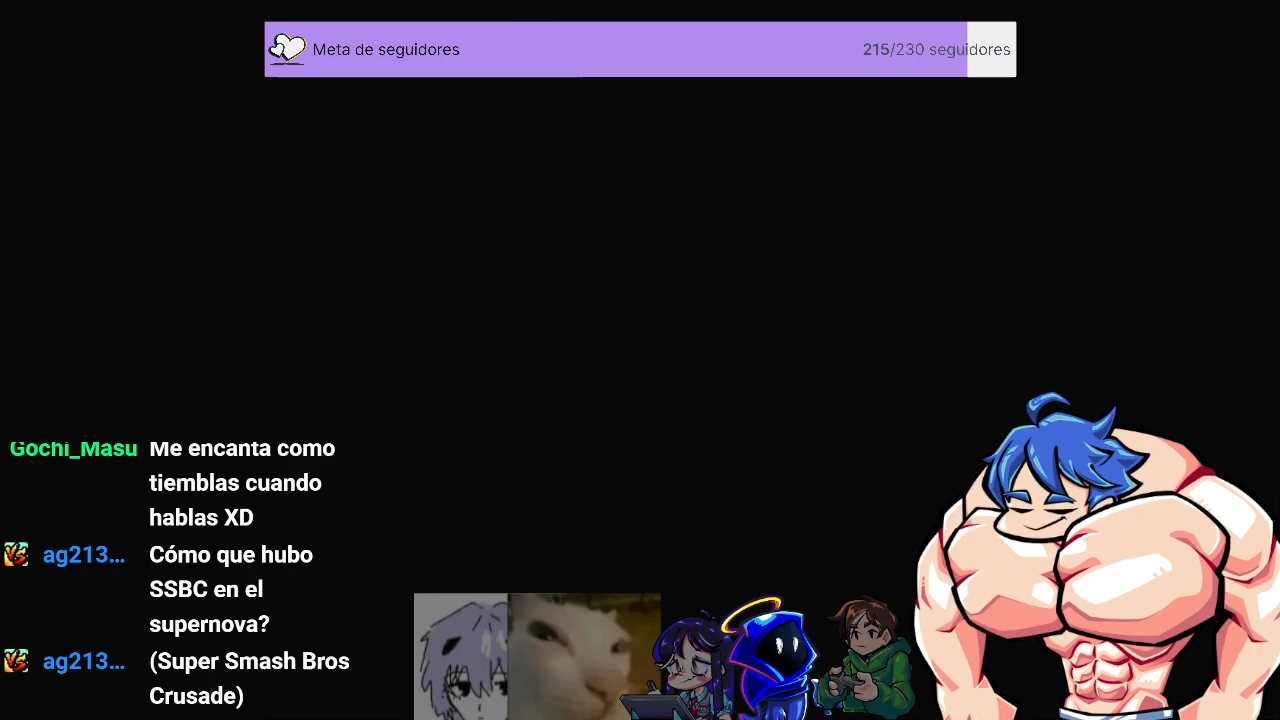 Meta de seguidores
215/230 seguidores
Gochi_Masu Me encanta como
tiemblas cuando
hablas XD
ag213... Cómo que hubo
SSBC en el
supernova?
ag213... (Super Smash Bros
Crusade)